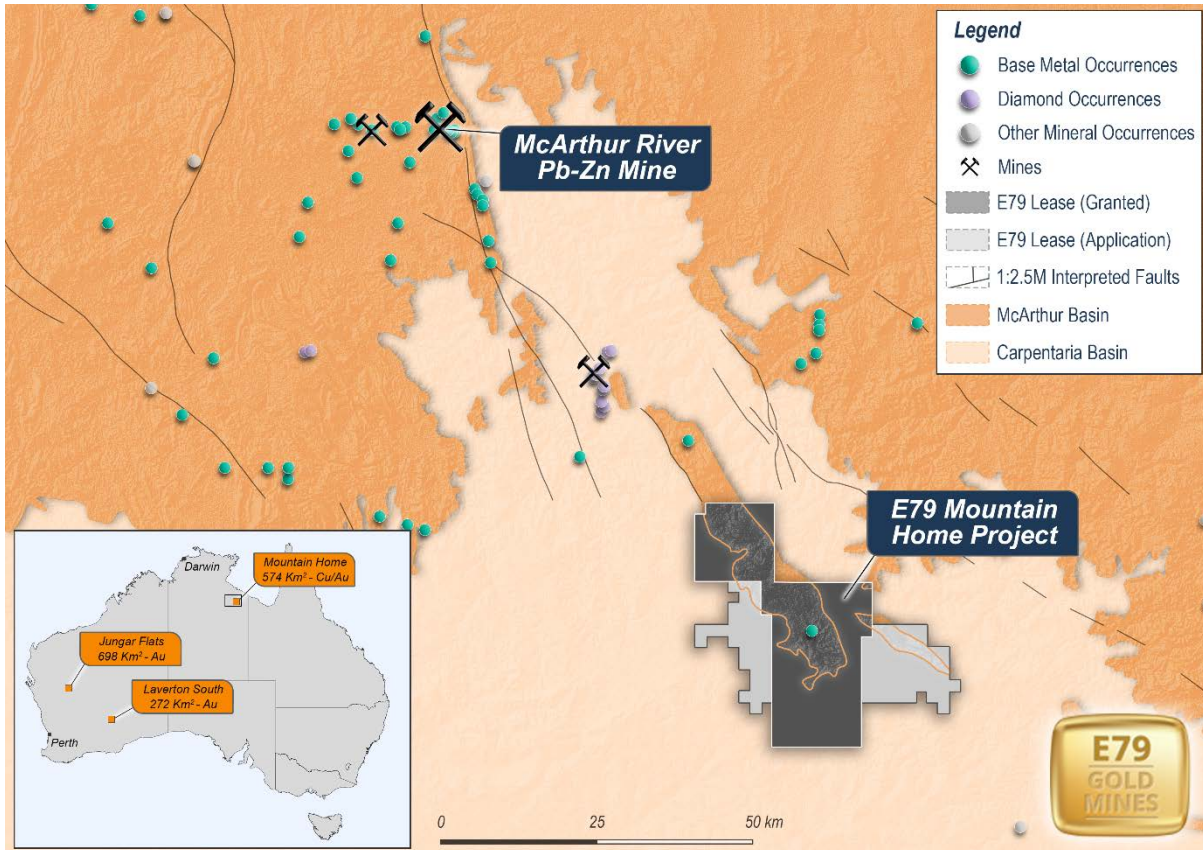 Legend
Base Metal Occurrences
Diamond Occurrences
Other Mineral Occurrences
Mines
E79 Lease (Granted)
E79 Lease (Application)
1:2.5M Interpreted Faults
McArthur Basin
Carpentaria Basin
McArthur River
Pb-Zn Mine
E79 Mountain
Home Project
Darwin
Mountain Home
574 Km² - Cu/Au
Jungar Flats
698 Km² - Au
Laverton South
272 Km² - Au
Perth
0
25
50 km
E79
GOLD
MINES